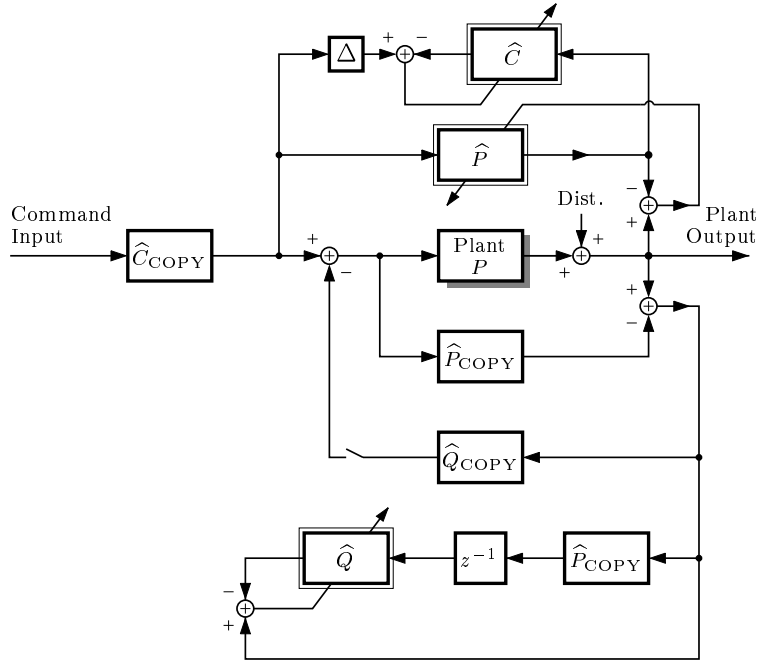 + −
Δ
Ĉ
P̂
Dist.
−
+
Command
Input
Plant
Output
Ĉ_COPY
+
−
Plant
P
+
+
+
−
P̂_COPY
Q̂_COPY
Q̂
z⁻¹
P̂_COPY
−
+